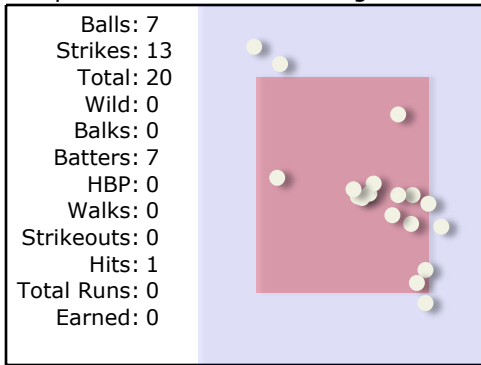 Balls: 7
Strikes: 13
Total: 20
Wild: 0
Balks: 0
Batters: 7
HBP: 0
Walks: 0
Strikeouts: 0
Hits: 1
Total Runs: 0
Earned: 0